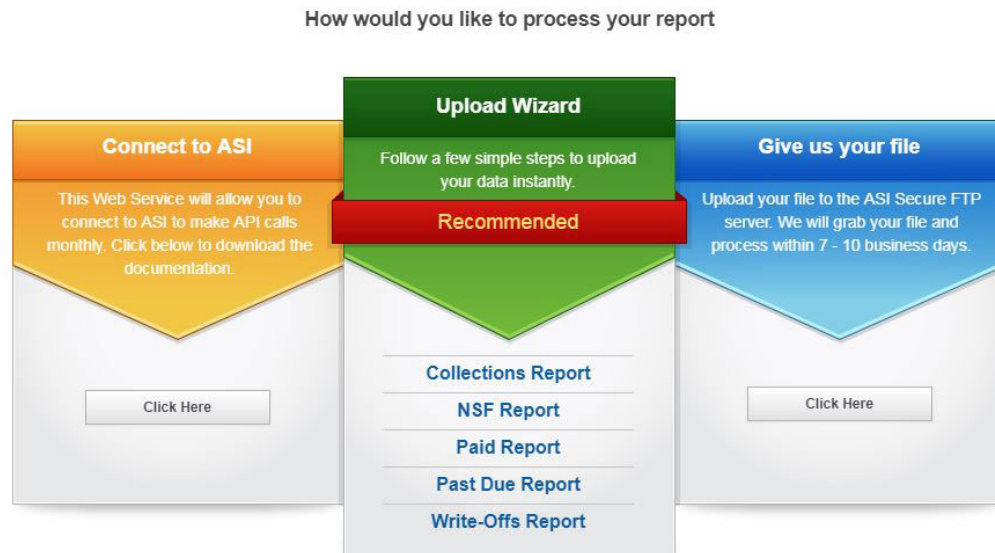 How would you like to process your report
Connect to ASI
This Web Service will allow you to
connect to ASI to make API calls
monthly. Click below to download the
documentation.
Click Here
Upload Wizard
Follow a few simple steps to upload
your data instantly.
Recommended
Collections Report
NSF Report
Paid Report
Past Due Report
Write-Offs Report
Give us your file
Upload your file to the ASI Secure FTP
server. We will grab your file and
process within 7 - 10 business days.
Click Here